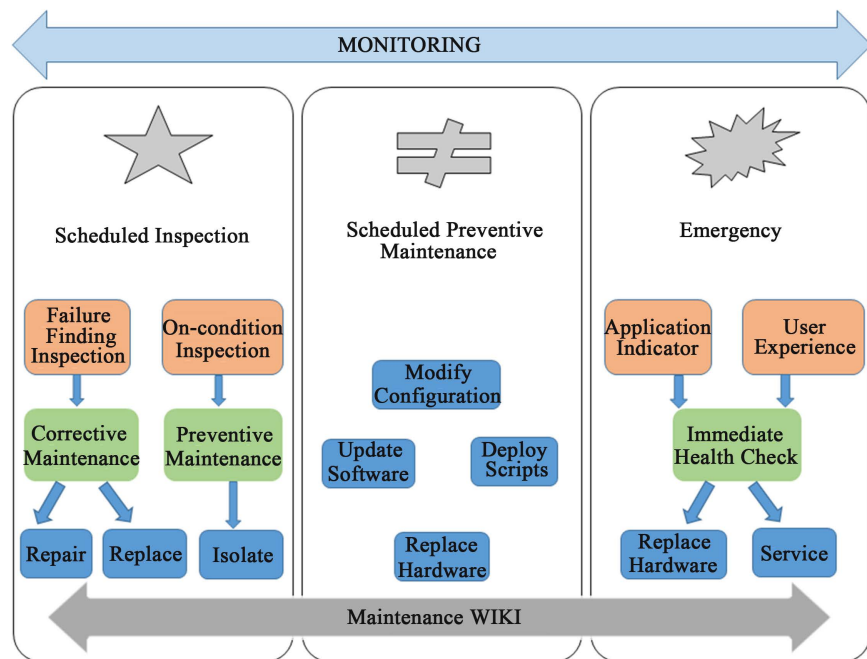 MONITORING
Scheduled Inspection
Scheduled Preventive
Maintenance
Emergency
Failure
Finding
Inspection
On-condition
Inspection
Application
Indicator
User
Experience
Modify
Configuration
Corrective
Maintenance
Preventive
Maintenance
Update
Software
Deploy
Scripts
Immediate
Health Check
Repair
Replace
Isolate
Replace
Hardware
Replace
Hardware
Service
Maintenance WIKI